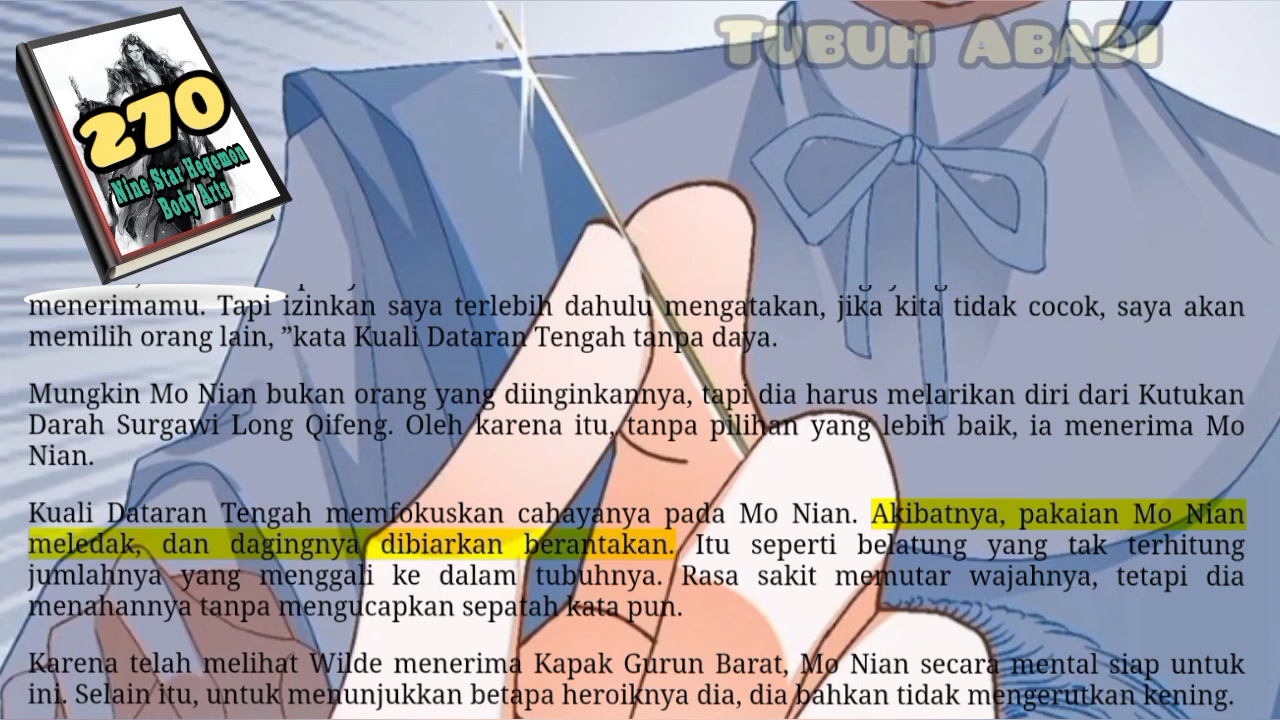 TUBUH ABADI
270
Nine Star Hegemon
Body Arts
menerimamu. Tapi izinkan saya terlebih dahulu mengatakan, jika kita tidak cocok, saya akan
memilih orang lain, ”kata Kuali Dataran Tengah tanpa daya.
Mungkin Mo Nian bukan orang yang diinginkannya, tapi dia harus melarikan diri dari Kutukan
Darah Surgawi Long Qifeng. Oleh karena itu, tanpa pilihan yang lebih baik, ia menerima Mo
Nian.
Kuali Dataran Tengah memfokuskan cahayanya pada Mo Nian. Akibatnya, pakaian Mo Nian
meledak, dan dagingnya dibiarkan berantakan. Itu seperti belatung yang tak terhitung
jumlahnya yang menggali ke dalam tubuhnya. Rasa sakit memutar wajahnya, tetapi dia
menahannya tanpa mengucapkan sepatah kata pun.
Karena telah melihat Wilde menerima Kapak Gurun Barat, Mo Nian secara mental siap untuk
ini. Selain itu, untuk menunjukkan betapa heroiknya dia, dia bahkan tidak mengerutkan kening.